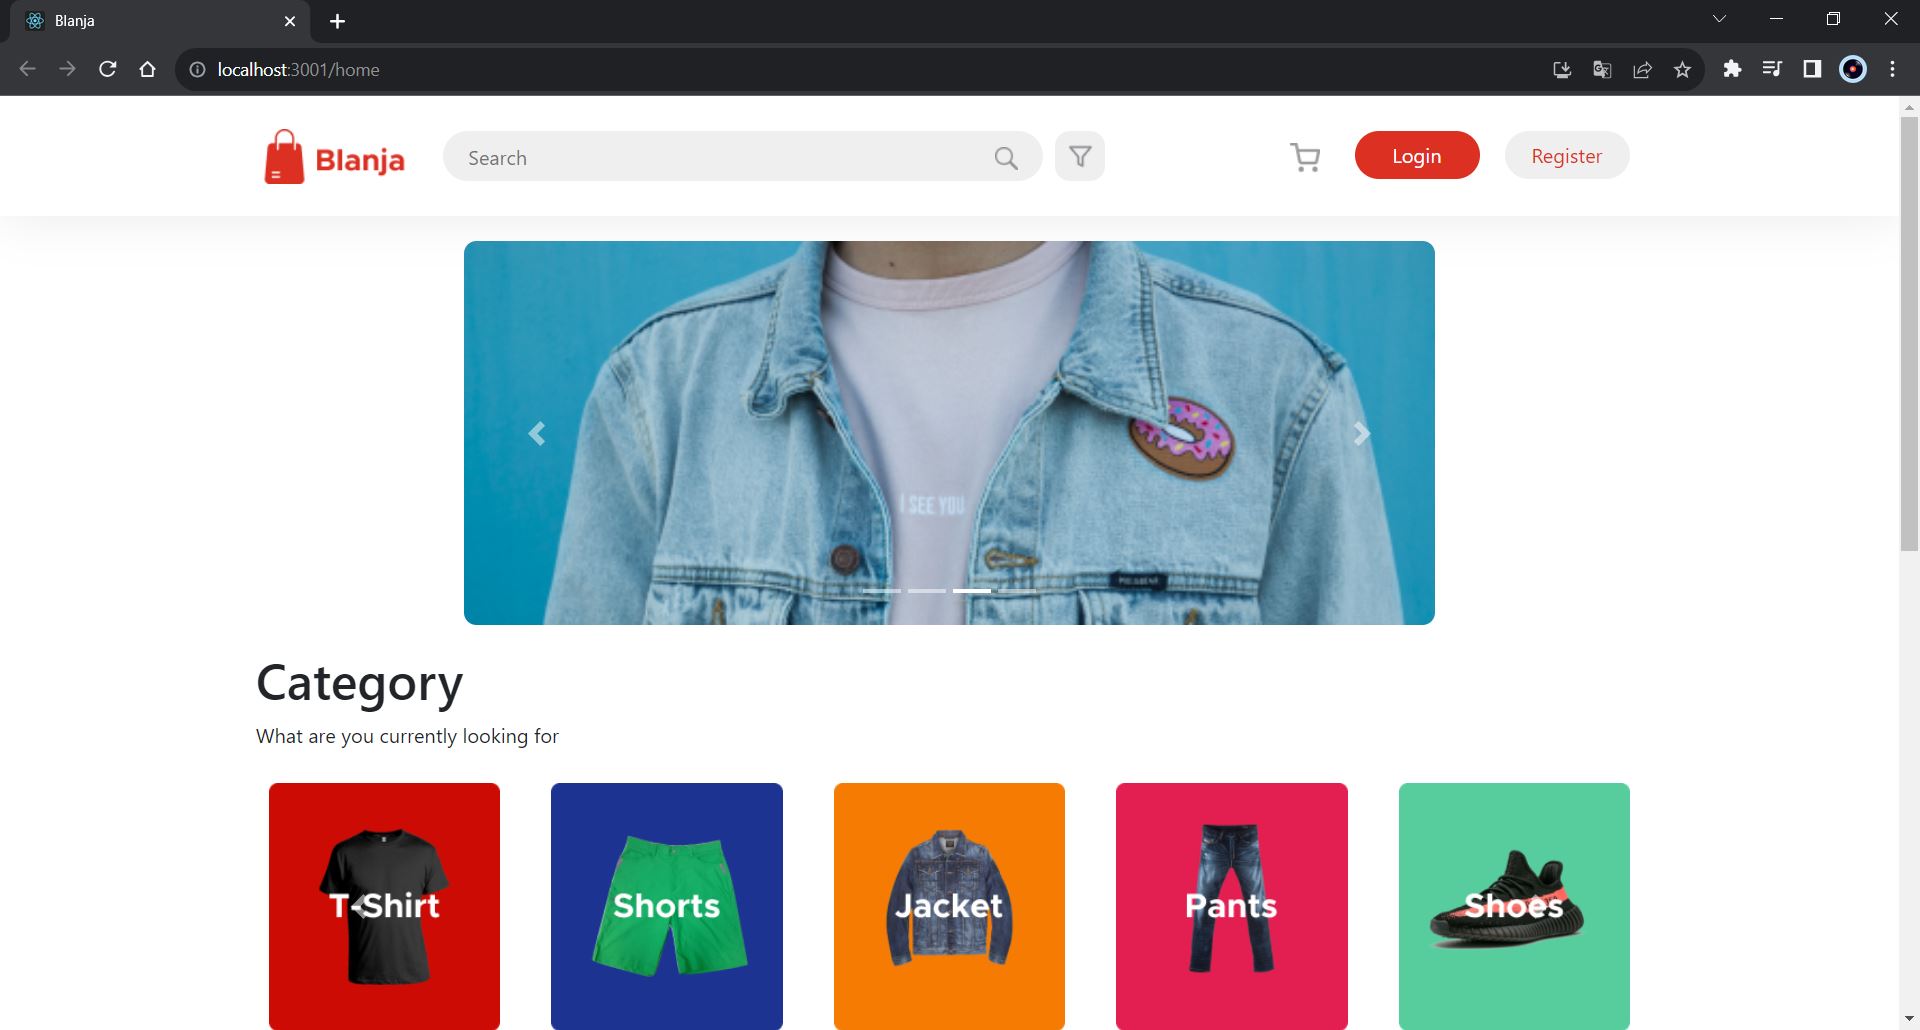 Blanja
localhost:3001/home
Blanja
Search
Login
Register
I SEE YOU
Category
What are you currently looking for
T-Shirt
Shorts
Jacket
Pants
Shoes